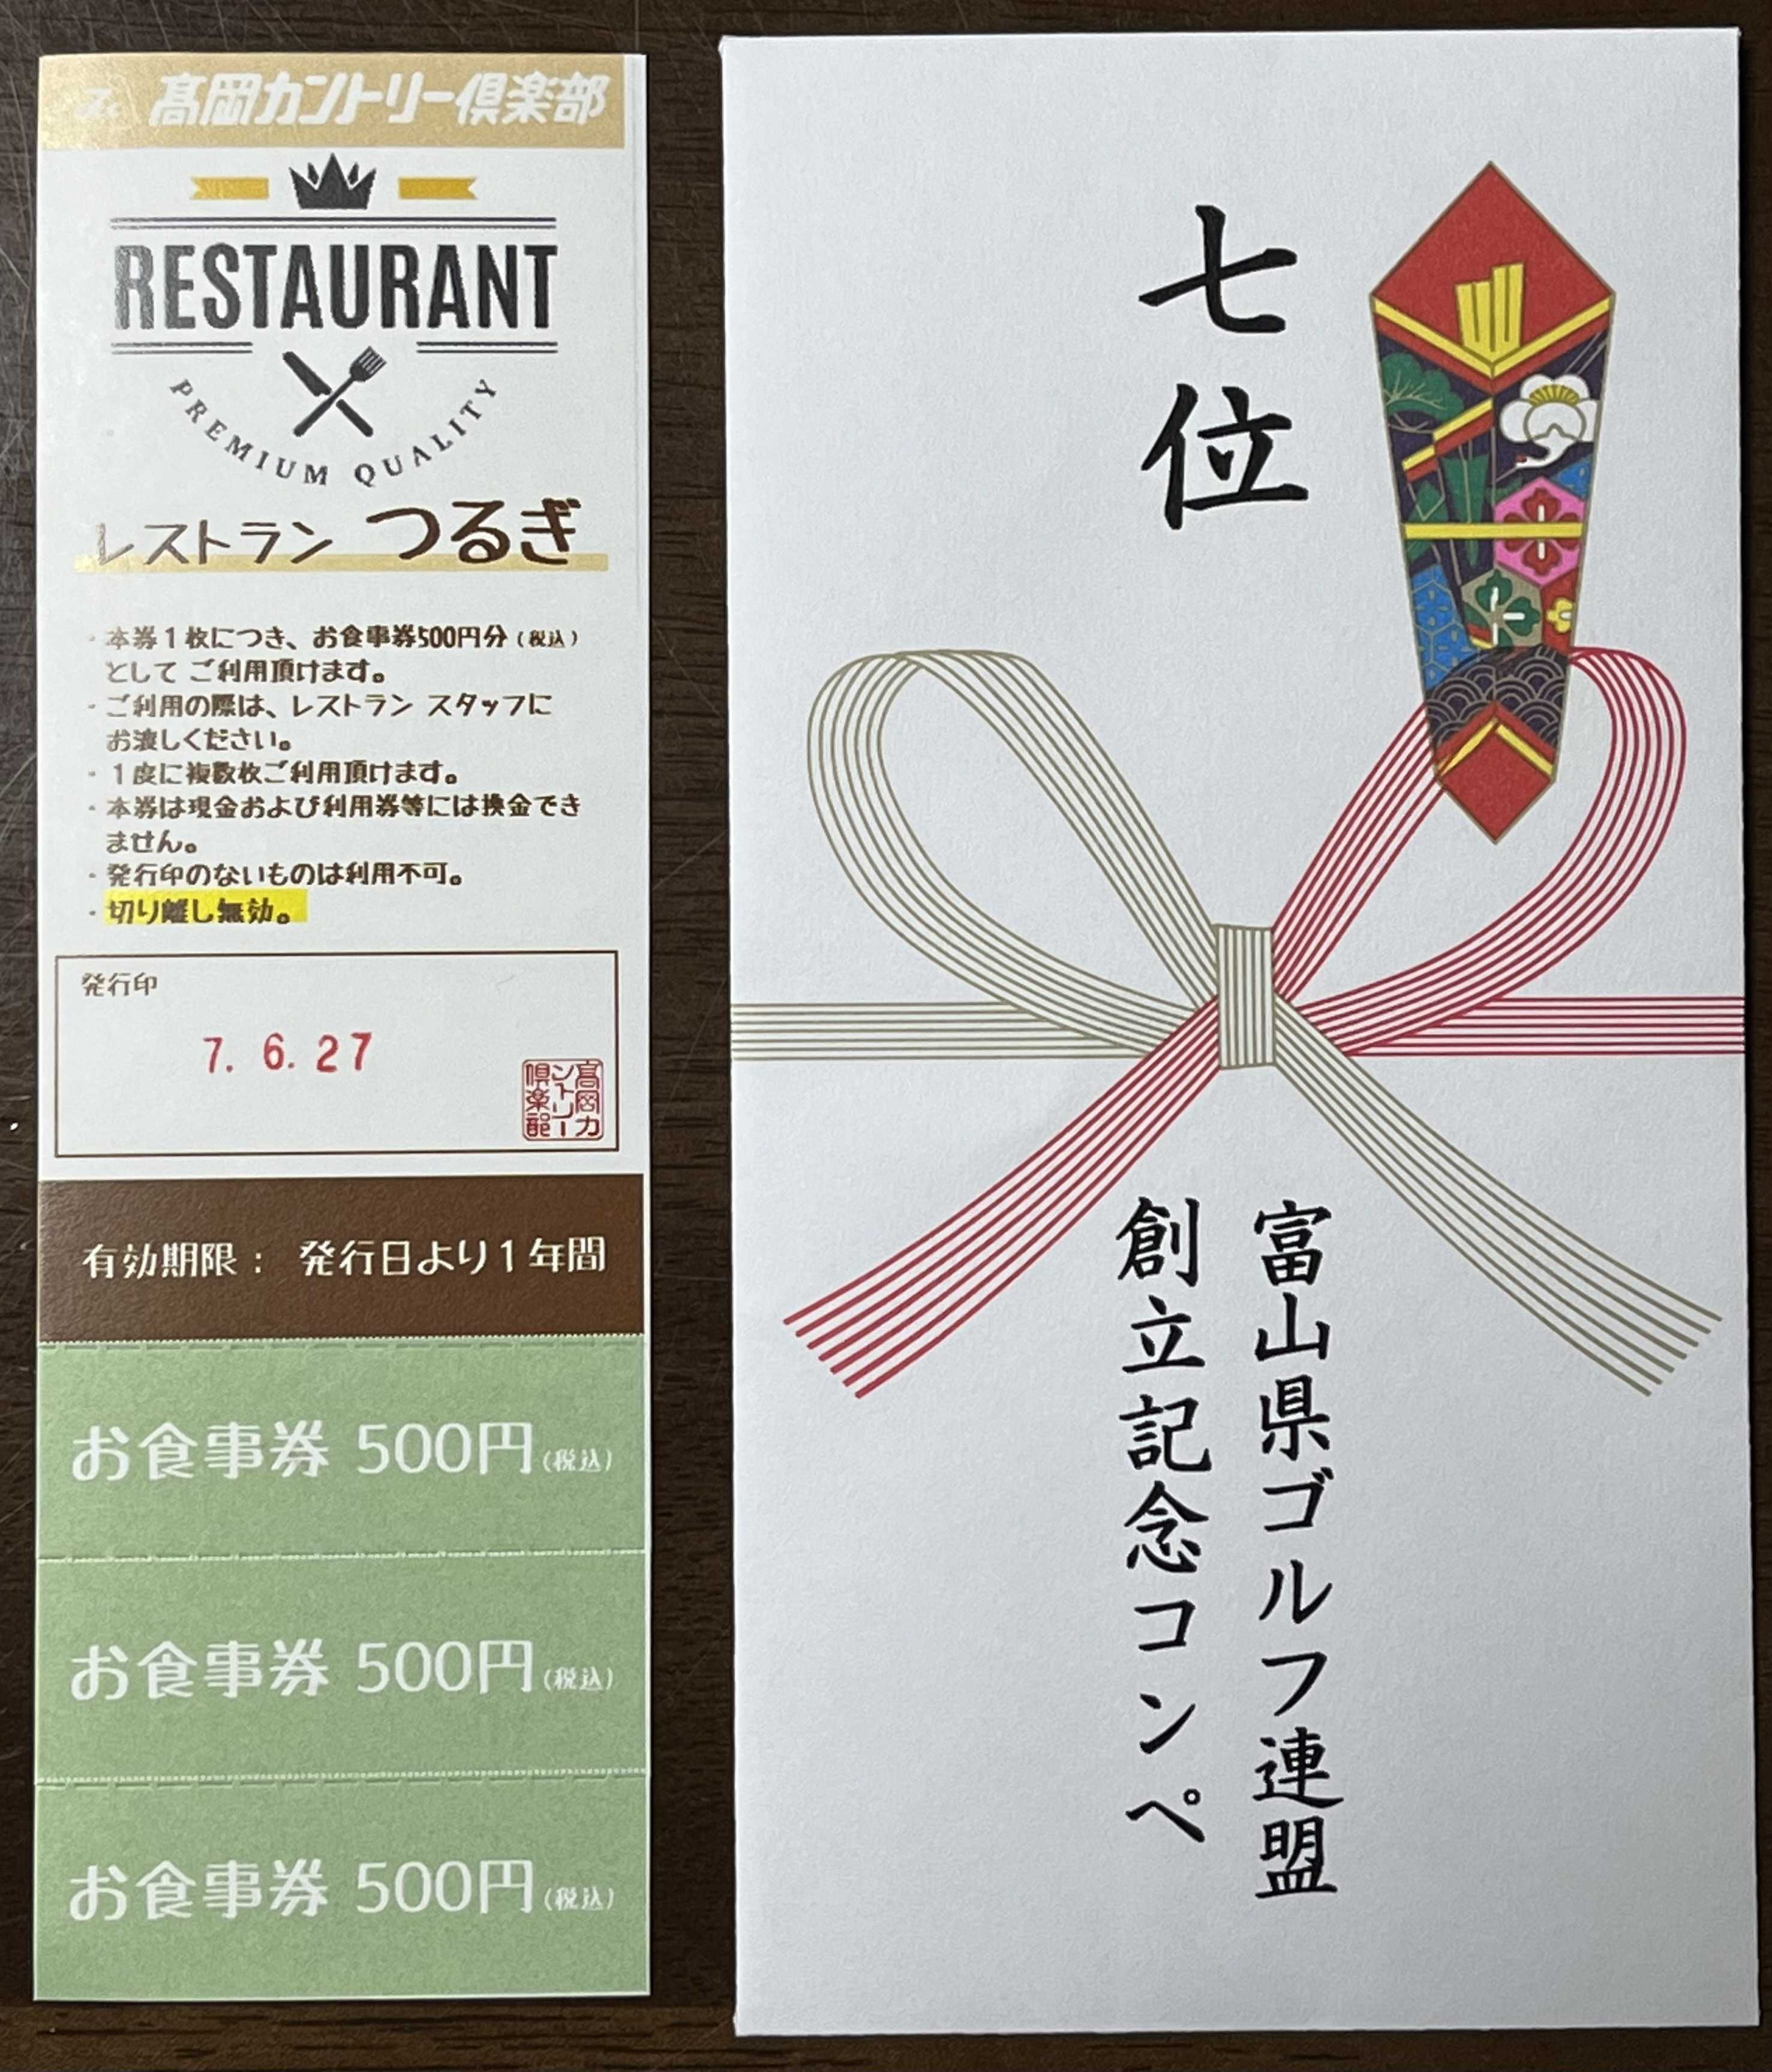 髙岡カントリー倶楽部
RESTAURANT
PREMIUM QUALITY
レストラン つるぎ
・本券１枚につき、お食事券500円分（税込）
として ご利用頂けます。
・ご利用の際は、レストラン スタッフに
お渡しください。
・１度に複数枚ご利用頂けます。
・本券は現金および利用券等には換金でき
ません。
・発行印のないものは利用不可。
・切り離し無効。
発行印
7. 6. 27
髙岡カ
ントリー
倶楽部
有効期限： 発行日より１年間
お食事券 500円（税込）
お食事券 500円（税込）
お食事券 500円（税込）
七位
富山県ゴルフ連盟
創立記念コンペ